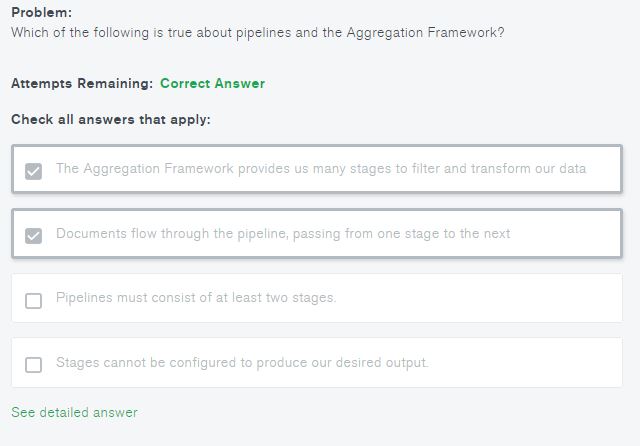 Problem:
Which of the following is true about pipelines and the Aggregation Framework?
Attempts Remaining: Correct Answer
Check all answers that apply:
The Aggregation Framework provides us many stages to filter and transform our data
Documents flow through the pipeline, passing from one stage to the next
Pipelines must consist of at least two stages.
Stages cannot be configured to produce our desired output.
See detailed answer